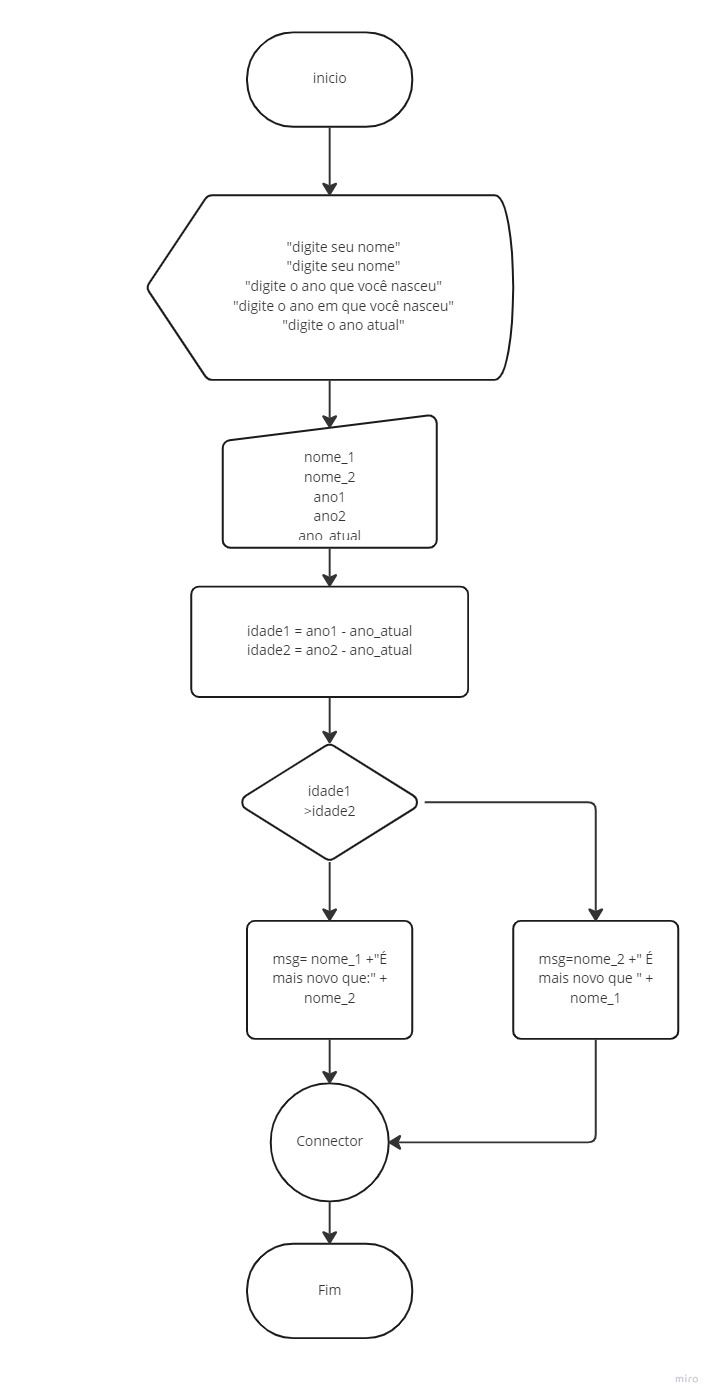 inicio
"digite seu nome"
"digite seu nome"
"digite o ano que você nasceu"
"digite o ano em que você nasceu"
"digite o ano atual"
nome_1
nome_2
ano1
ano2
ano_atual
idade1 = ano1 - ano_atual
idade2 = ano2 - ano_atual
idade1
>idade2
msg= nome_1 +"É
mais novo que:" +
nome_2
msg=nome_2 +" É
mais novo que " +
nome_1
Connector
Fim
miro